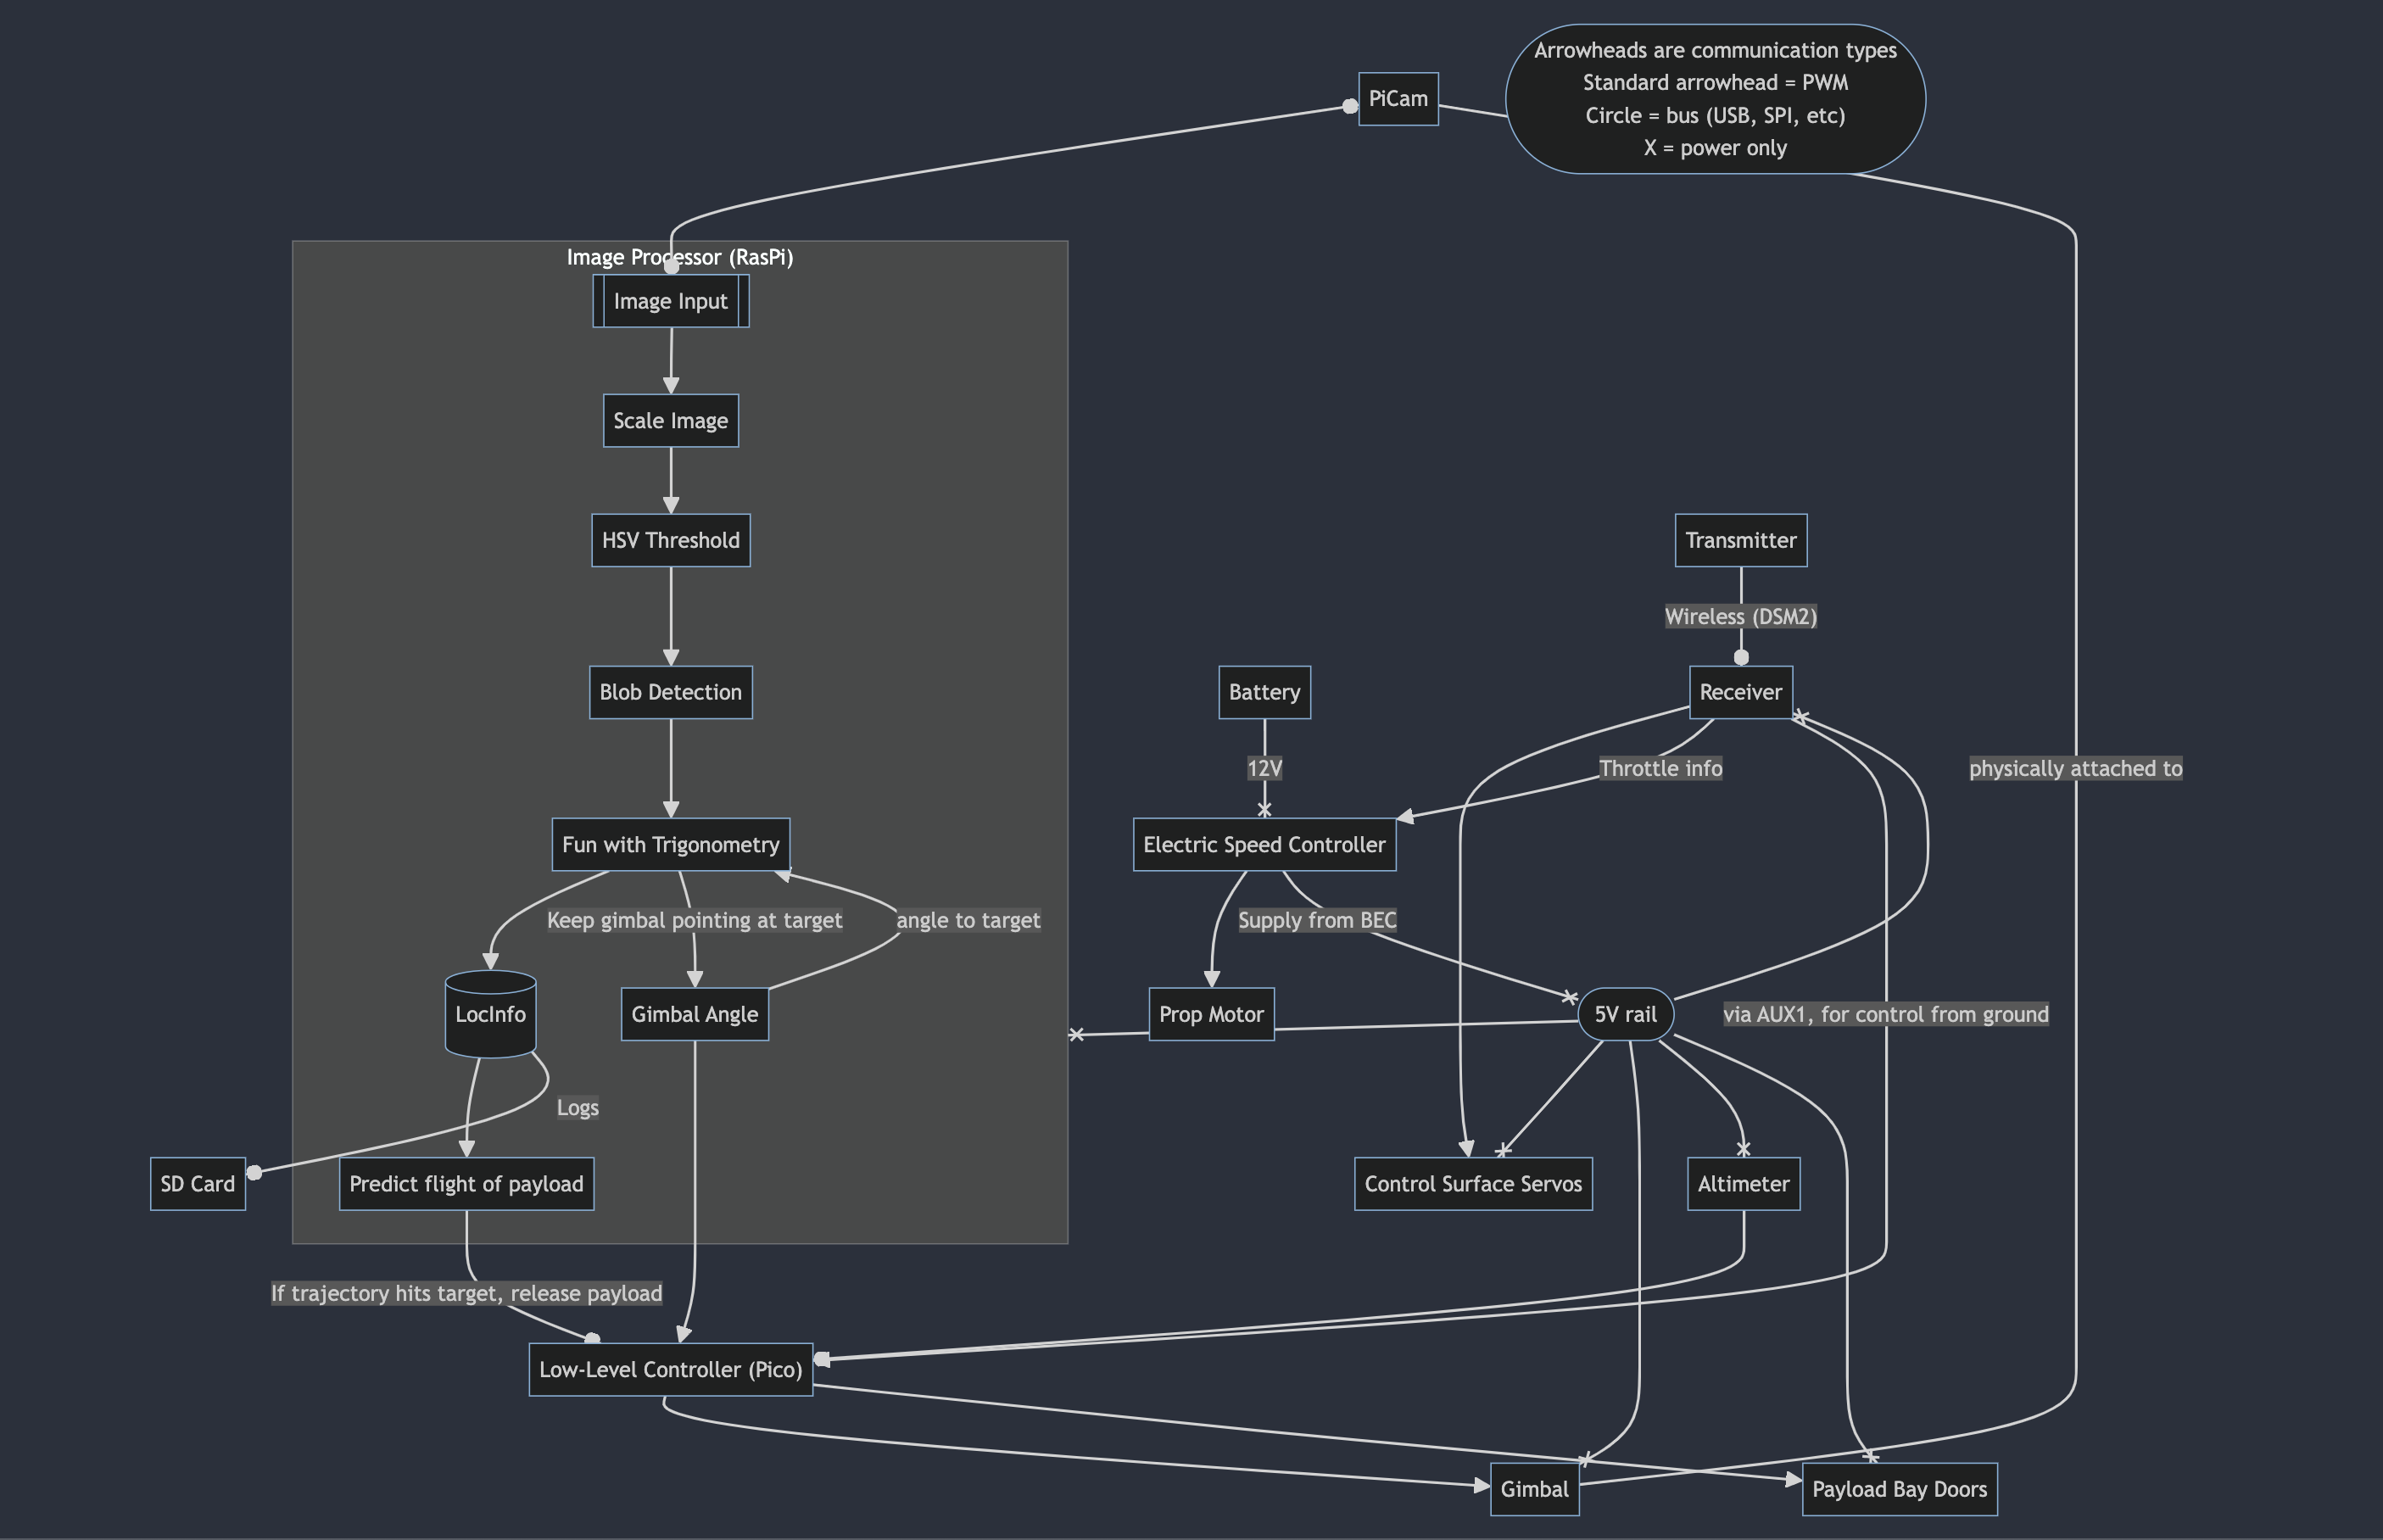 Arrowheads are communication types
Standard arrowhead = PWM
Circle = bus (USB, SPI, etc)
X = power only
PiCam
Image Processor (RasPi)
Image Input
Scale Image
HSV Threshold
Transmitter
Wireless (DSM2)
Blob Detection
Battery
Receiver
12V
Throttle info
physically attached to
Fun with Trigonometry
Electric Speed Controller
Keep gimbal pointing at target
angle to target
Supply from BEC
LocInfo
Gimbal Angle
Prop Motor
5V rail
via AUX1, for control from ground
Logs
SD Card
Predict flight of payload
Control Surface Servos
Altimeter
If trajectory hits target, release payload
Low-Level Controller (Pico)
Gimbal
Payload Bay Doors